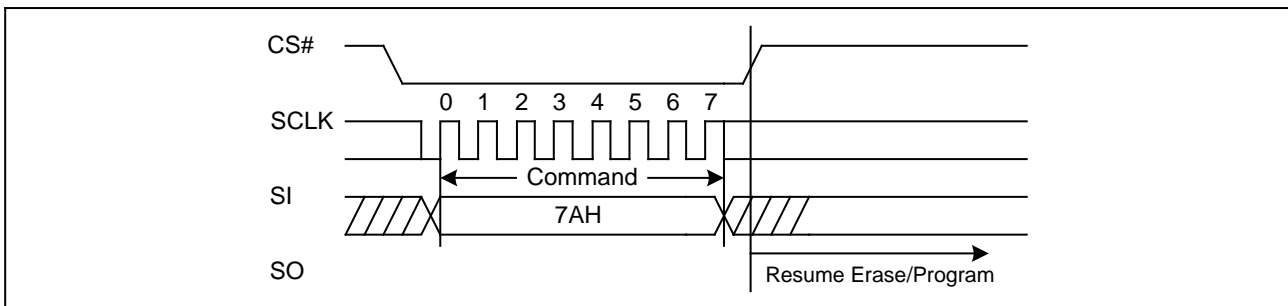 CS#
0 1 2 3 4 5 6 7
SCLK
Command
SI
7AH
SO
Resume Erase/Program